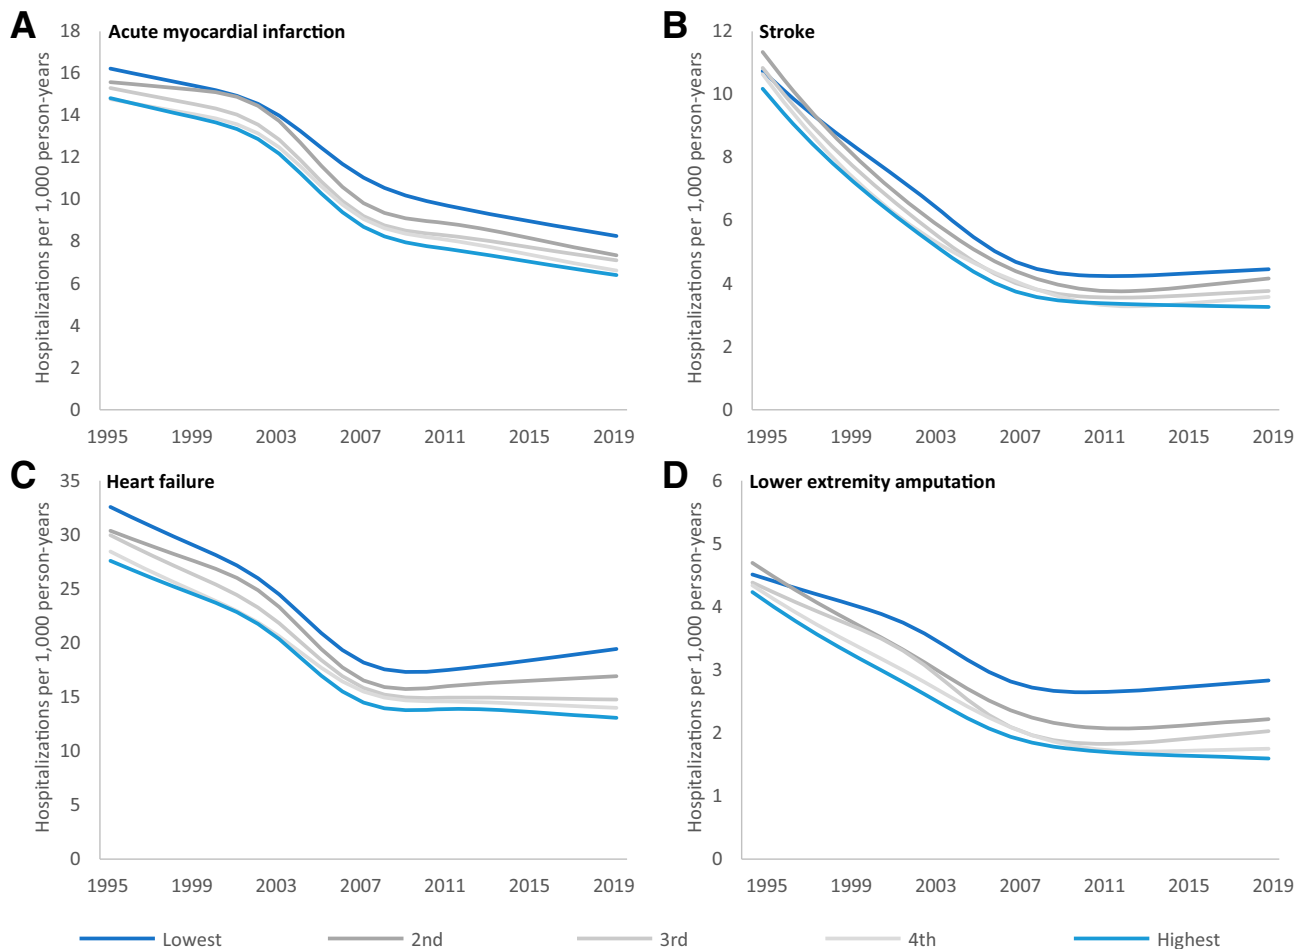 A
Acute myocardial infarction
Hospitalizations per 1,000 person-years
18
16
14
12
10
8
6
4
2
0
1995 1999 2003 2007 2011 2015 2019
B
Stroke
Hospitalizations per 1,000 person-years
12
10
8
6
4
2
0
1995 1999 2003 2007 2011 2015 2019
C
Heart failure
Hospitalizations per 1,000 person-years
35
30
25
20
15
10
5
0
1995 1999 2003 2007 2011 2015 2019
D
Lower extremity amputation
Hospitalizations per 1,000 person-years
6
5
4
3
2
1
0
1995 1999 2003 2007 2011 2015 2019
Lowest 2nd 3rd 4th Highest